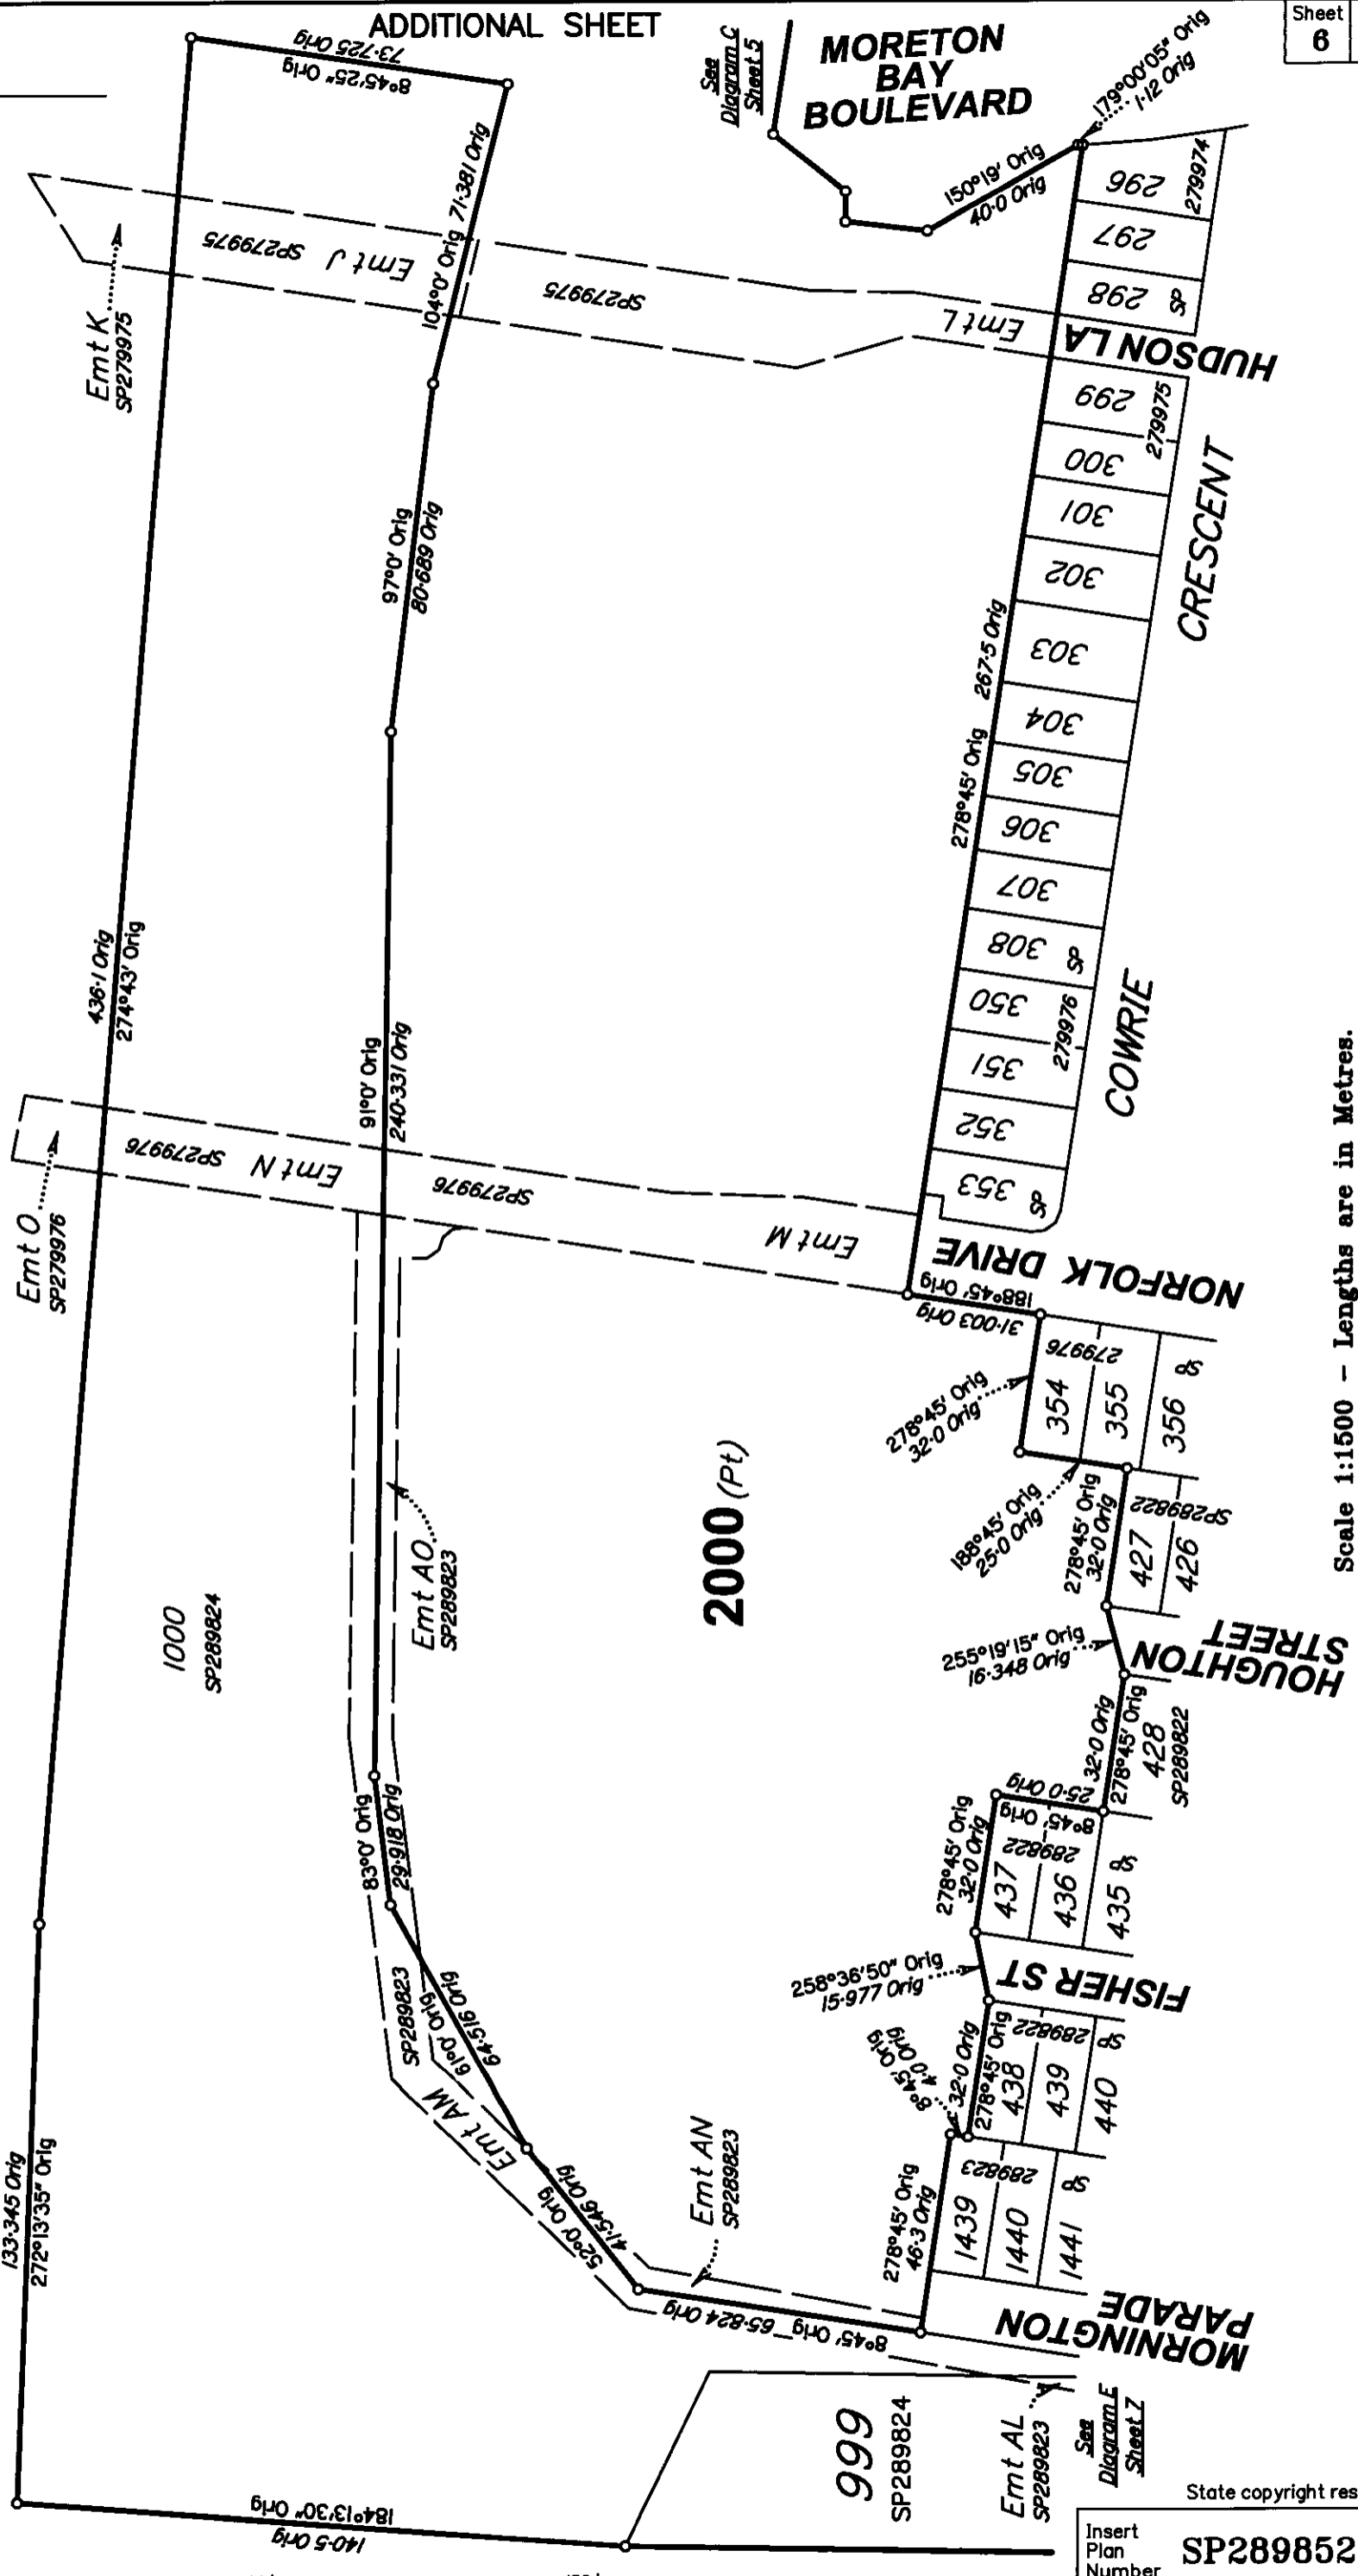 ADDITIONAL SHEET
Sheet
6
73·725 Orig
8°45'25" Orig
See
Diagram C
Sheet 5
MORETON
BAY
BOULEVARD
179°00'05" Orig
1·12 Orig
150°19' Orig
40·0 Orig
104°0' Orig 71·381 Orig
Emt K
SP279975
Emt J SP279975
SP279975
Emt L
296
279974
297
298 SP
HUDSON LA
299
279975
300
301
302
303
304
305
306
307
308 SP
350
279976
351
352
353 SP
CRESCENT
COWRIE
97°0' Orig
80·689 Orig
267·5 Orig
278°45' Orig
436·1 Orig
274°43' Orig
91°0' Orig
240·331 Orig
Emt O
SP279976
Emt N SP279976
SP279976
Emt M
NORFOLK DRIVE
188°45' Orig
31·003 Orig
278°45' Orig
32·0 Orig
279976
354
355
356 SP
188°45' Orig
25·0 Orig
278°45' Orig
32·0 Orig
SP289822
427
426
1000
SP289824
Emt AO
SP289823
2000 (Pt)
255°19'15" Orig
16·348 Orig
HOUGHTON
STREET
32·0 Orig
278°45' Orig
428
SP289822
25·0 Orig
8°45' Orig
278°45' Orig
32·0 Orig
289822
437
436
435 SP
83°0' Orig
29·918 Orig
258°36'50" Orig
15·977 Orig
FISHER ST
8°45' Orig
4·0 Orig
32·0 Orig
278°45' Orig
289822
438
439
440 SP
SP289823
61°0' Orig
64·516 Orig
Emt AM
52°0' Orig
41·546 Orig
Emt AN
SP289823
278°45' Orig
46·3 Orig
289823
1439
1440
1441 SP
8°45' Orig 65·824 Orig
MORNINGTON
PARADE
133·345 Orig
272°13'35" Orig
184°13'30" Orig
140·5 Orig
999
SP289824
Emt AL
SP289823
See
Diagram E
Sheet 7
Scale 1:1500 – Lengths are in Metres.
State copyright res
Insert
Plan
Number
SP289852